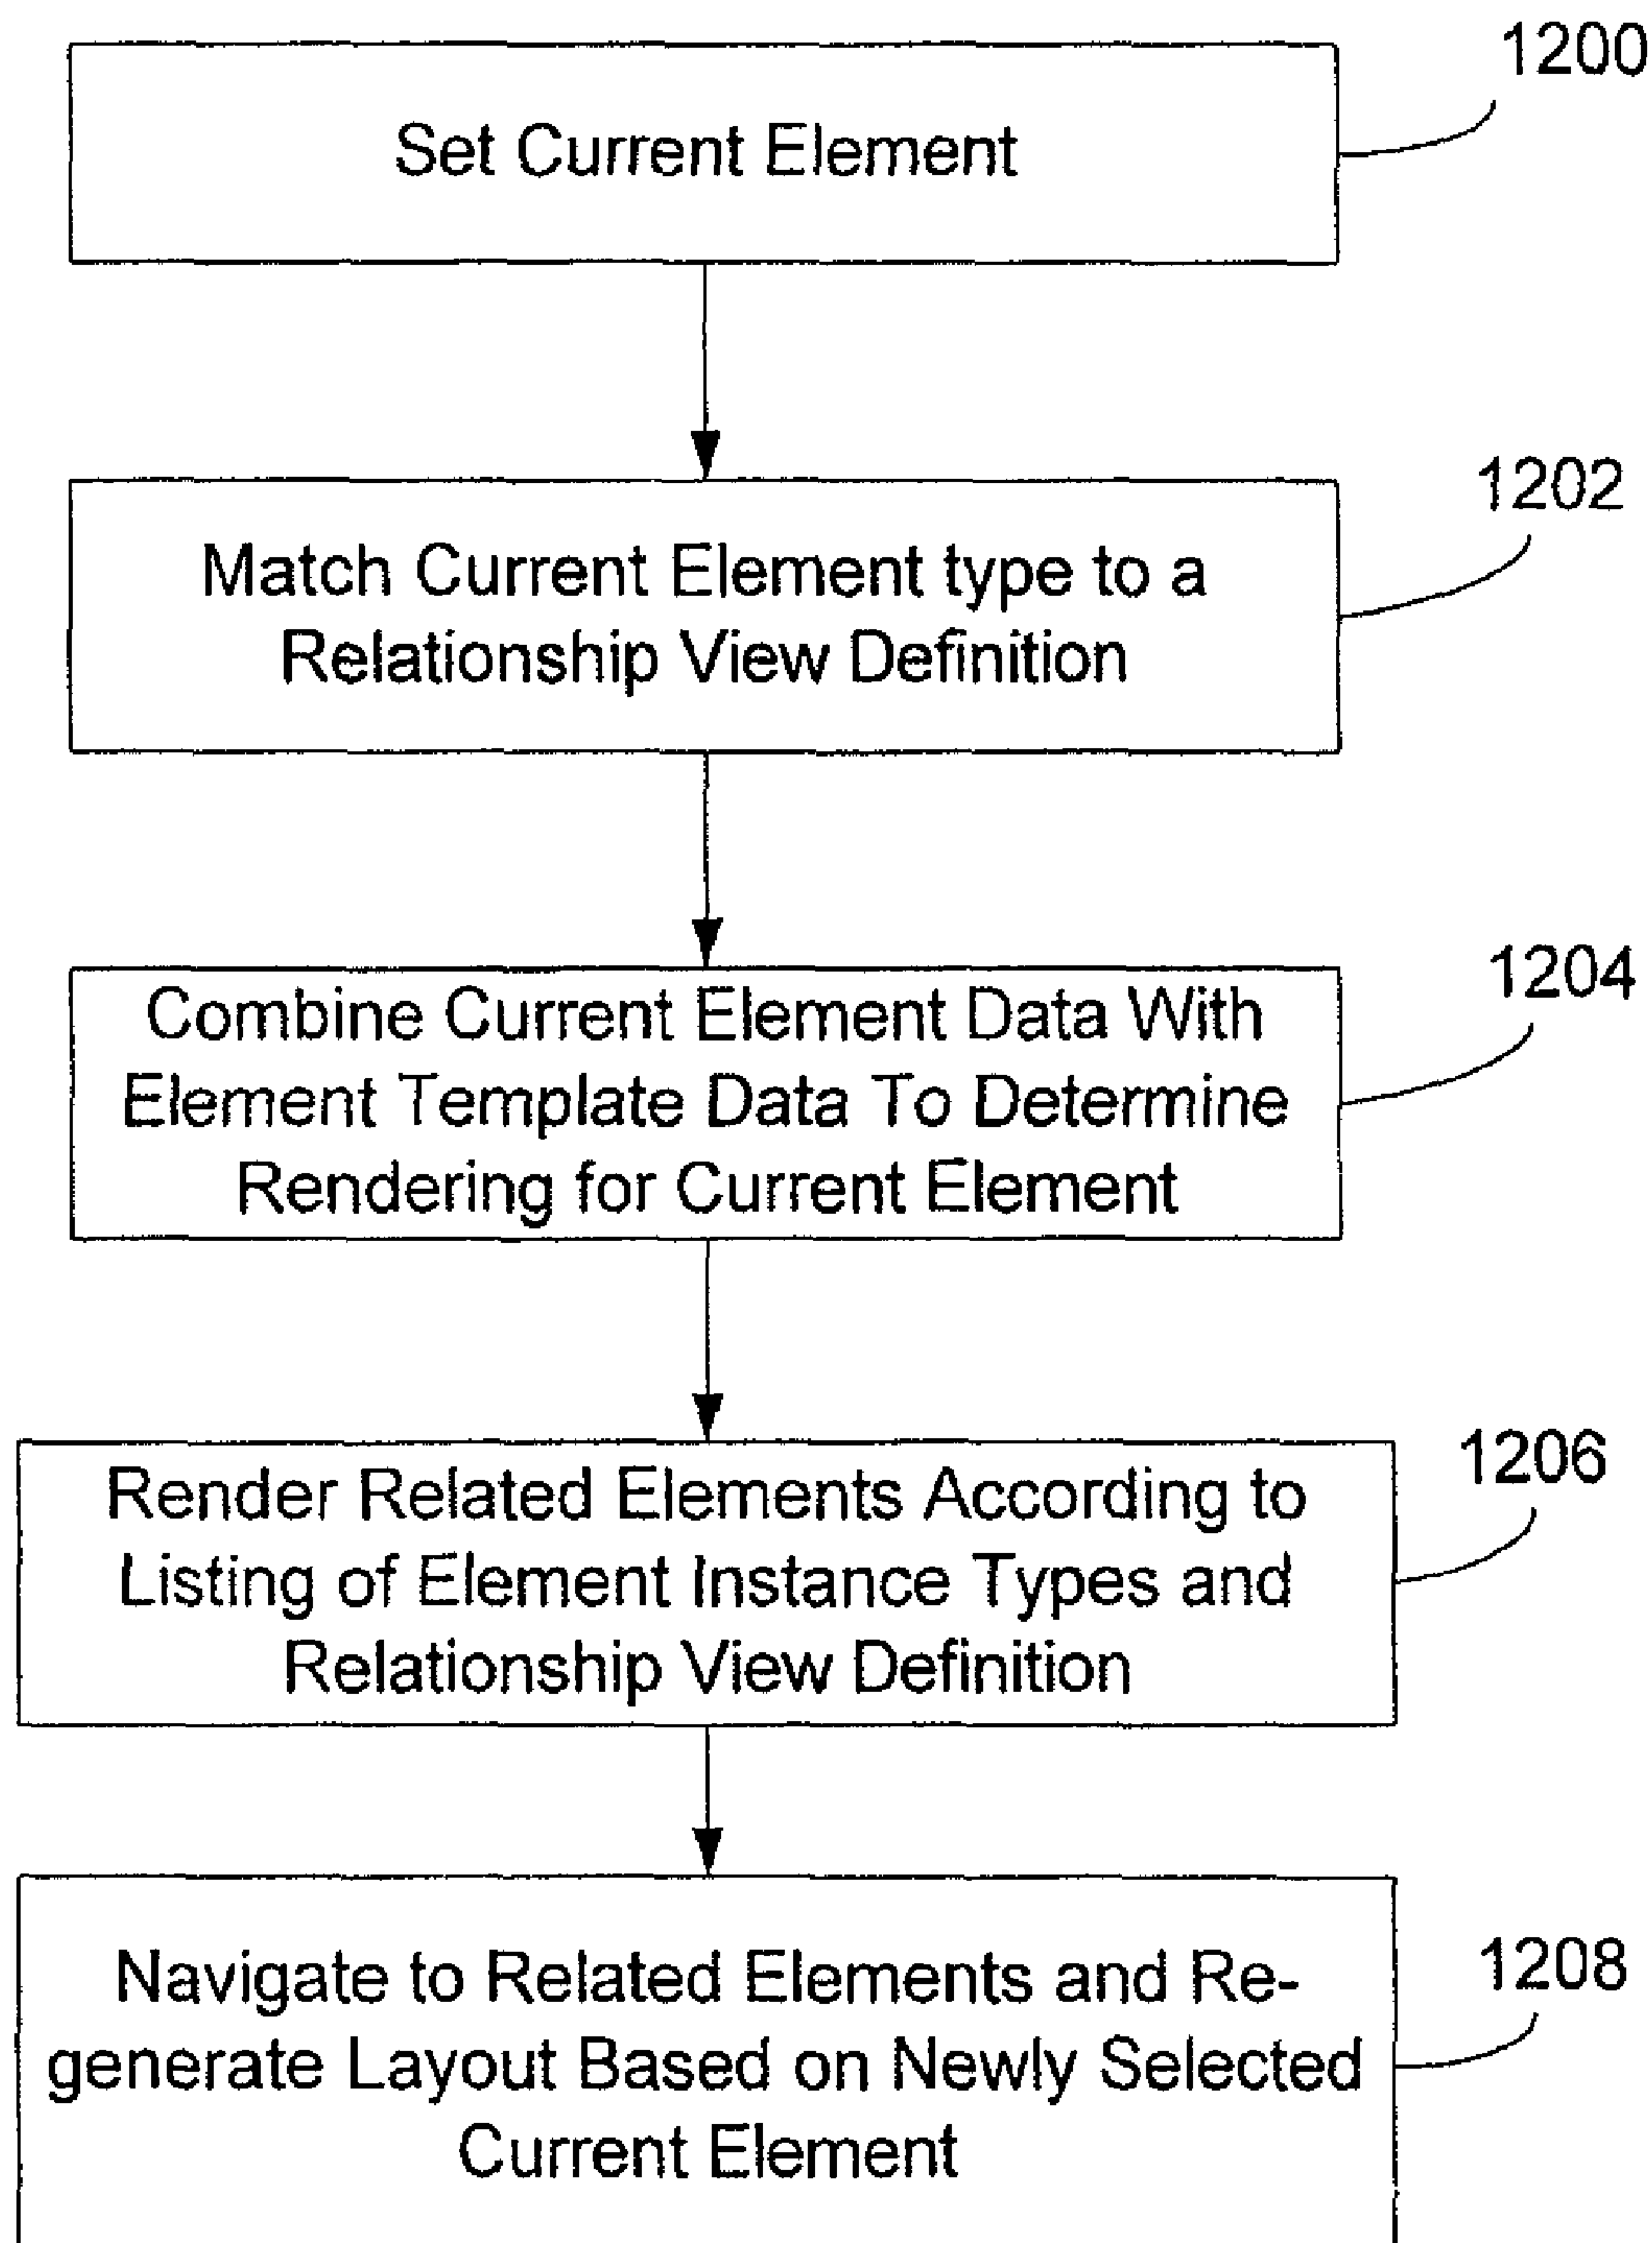 1200
Set Current Element
1202
Match Current Element type to a
Relationship View Definition
1204
Combine Current Element Data With
Element Template Data To Determine
Rendering for Current Element
1206
Render Related Elements According to
Listing of Element Instance Types and
Relationship View Definition
1208
Navigate to Related Elements and Re-
generate Layout Based on Newly Selected
Current Element